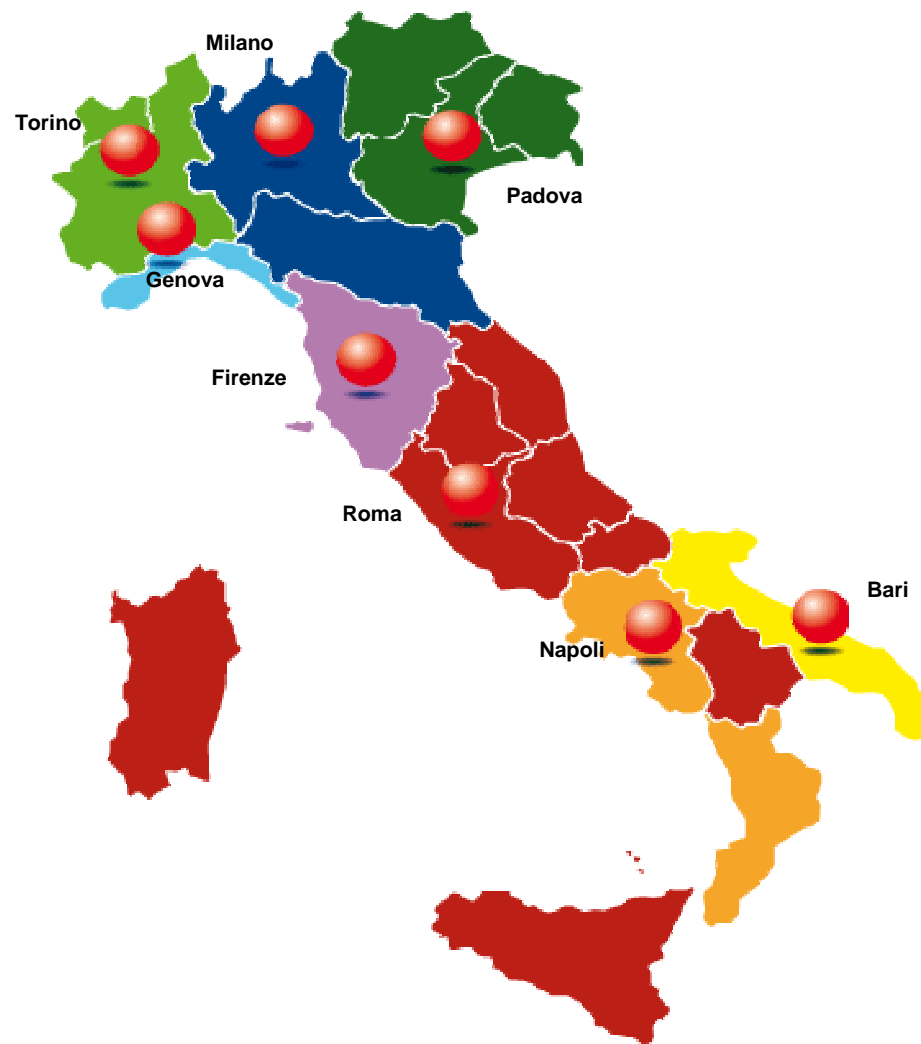 Milano
Torino
Padova
Genova
Firenze
Roma
Bari
Napoli